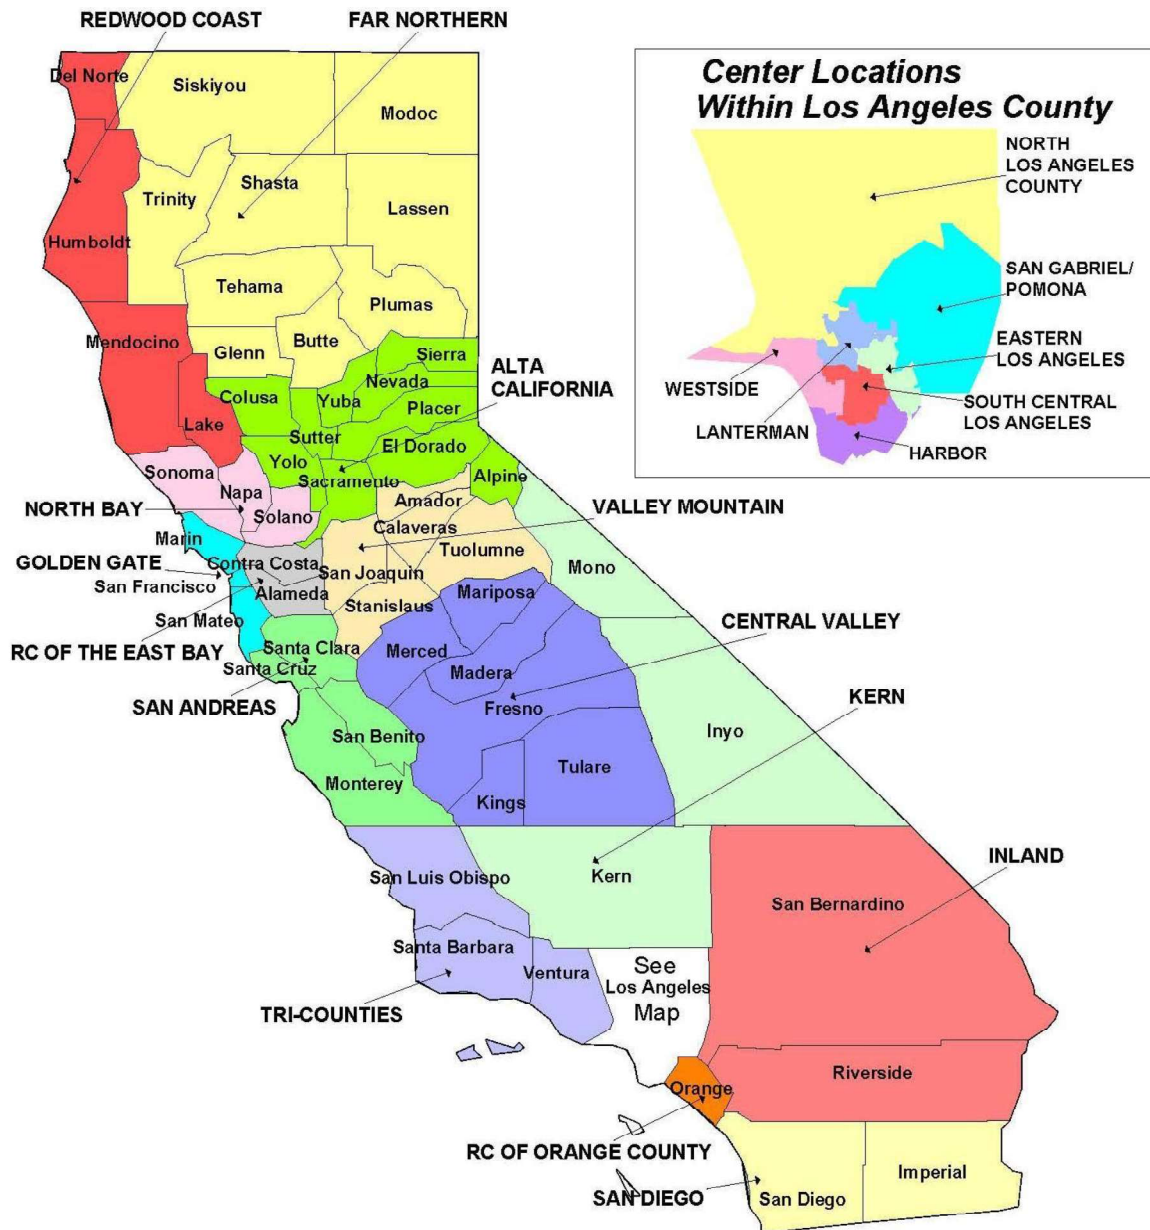 REDWOOD COAST
FAR NORTHERN
Del Norte
Siskiyou
Modoc
Trinity
Shasta
Lassen
Humboldt
Tehama
Plumas
Mendocino
Glenn
Butte
Sierra
Nevada
ALTA
CALIFORNIA
Colusa
Yuba
Placer
Lake
Sutter
El Dorado
Yolo
Sonoma
Sacramento
Alpine
Napa
Amador
NORTH BAY
Solano
VALLEY MOUNTAIN
Calaveras
Marin
Tuolumne
GOLDEN GATE
Contra Costa
San Joaquin
Mono
San Francisco
Alameda
Mariposa
Stanislaus
San Mateo
CENTRAL VALLEY
RC OF THE EAST BAY
Santa Clara
Merced
Santa Cruz
Madera
KERN
SAN ANDREAS
Fresno
San Benito
Inyo
Tulare
Monterey
Kings
INLAND
San Luis Obispo
Kern
San Bernardino
Santa Barbara
Ventura
See
Los Angeles
Map
TRI-COUNTIES
Riverside
Orange
RC OF ORANGE COUNTY
Imperial
SAN DIEGO
San Diego
Center Locations
Within Los Angeles County
NORTH
LOS ANGELES
COUNTY
SAN GABRIEL/
POMONA
EASTERN
LOS ANGELES
WESTSIDE
SOUTH CENTRAL
LOS ANGELES
LANTERMAN
HARBOR